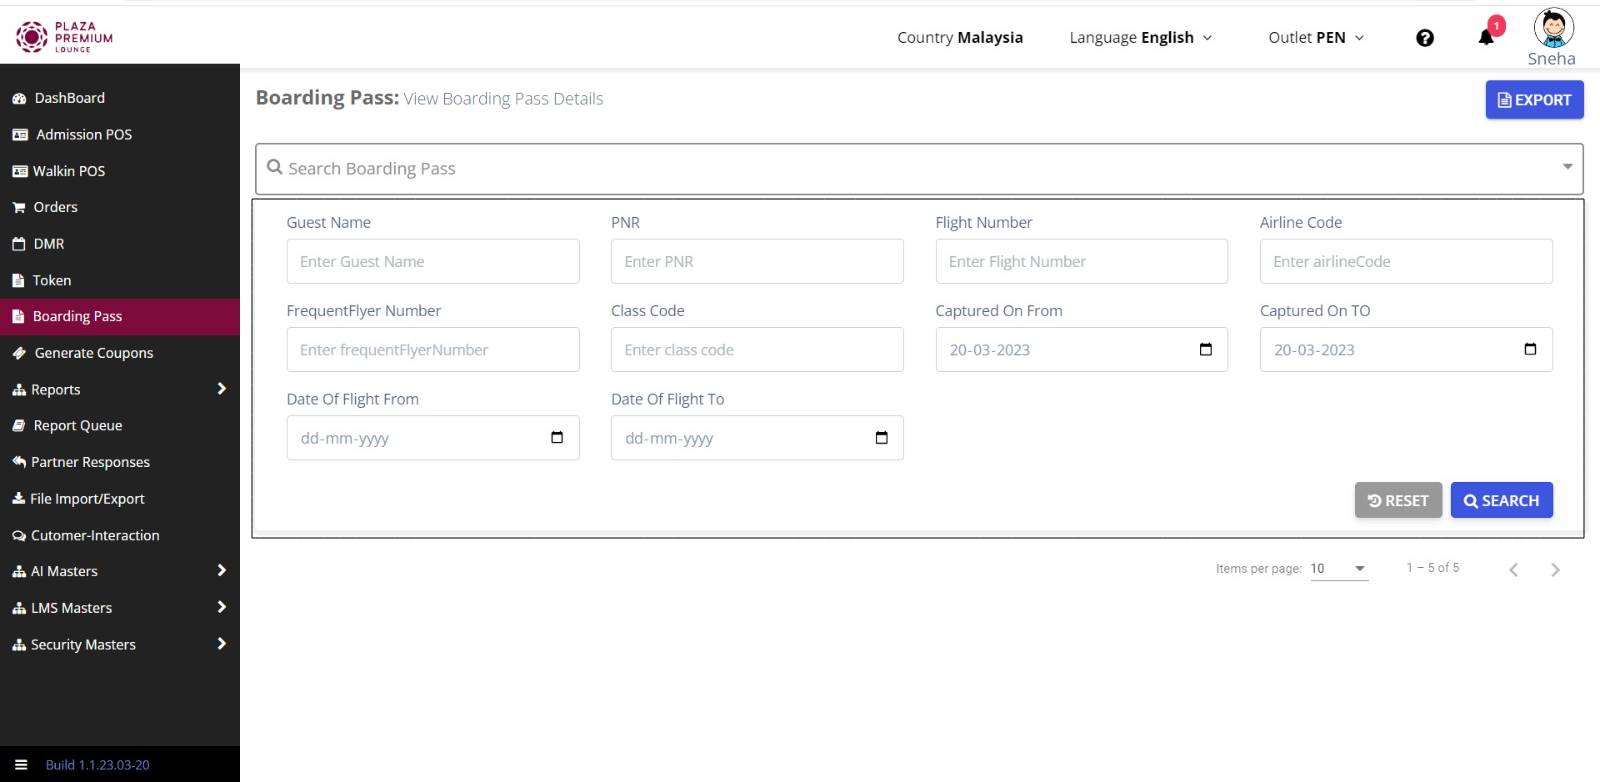 PLAZA
PREMIUM
LOUNGE
Country Malaysia
Language English
Outlet PEN
1
Sneha
DashBoard
Admission POS
Walkin POS
Orders
DMR
Token
Boarding Pass
Generate Coupons
Reports
Report Queue
Partner Responses
File Import/Export
Cutomer-Interaction
AI Masters
LMS Masters
Security Masters
Build 1.1.23.03-20
Boarding Pass: View Boarding Pass Details
EXPORT
Search Boarding Pass
Guest Name PNR Flight Number Airline Code
Enter Guest Name Enter PNR Enter Flight Number Enter airlineCode
FrequentFlyer Number Class Code Captured On From Captured On TO
Enter frequentFlyerNumber Enter class code 20-03-2023 20-03-2023
Date Of Flight From Date Of Flight To
dd-mm-yyyy dd-mm-yyyy
RESET SEARCH
Items per page: 10 1 – 5 of 5